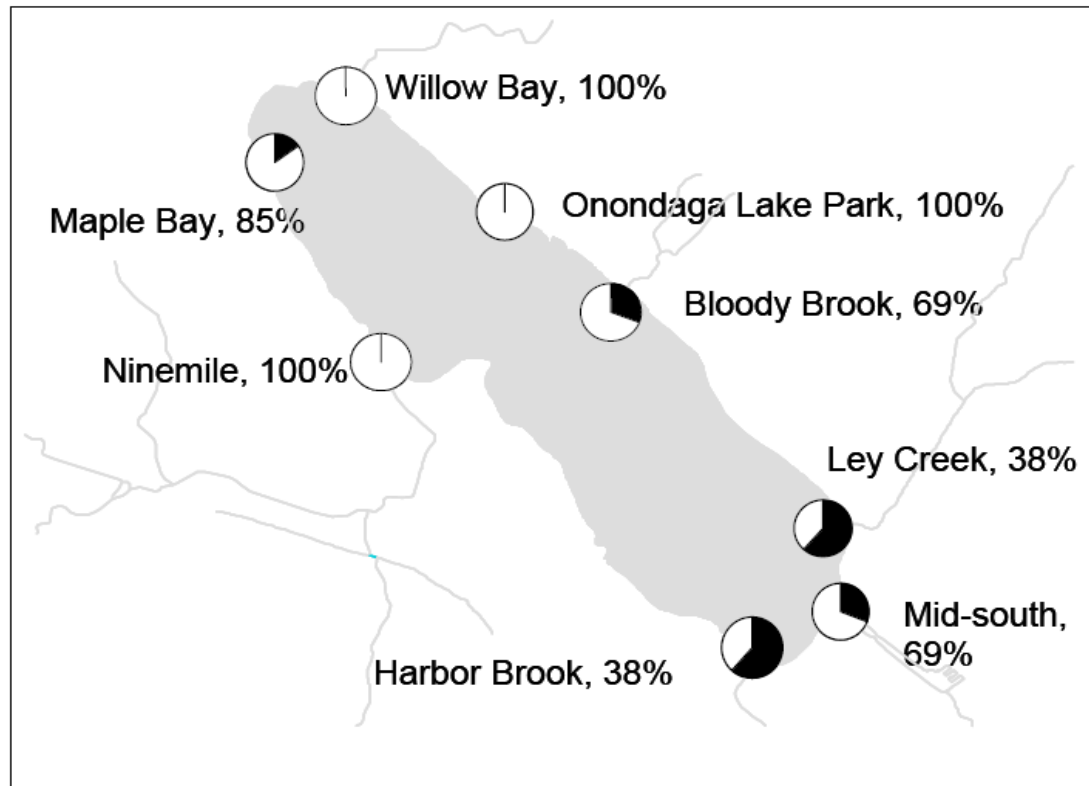 Willow Bay, 100%
Maple Bay, 85%
Onondaga Lake Park, 100%
Bloody Brook, 69%
Ninemile, 100%
Ley Creek, 38%
Mid-south,
69%
Harbor Brook, 38%